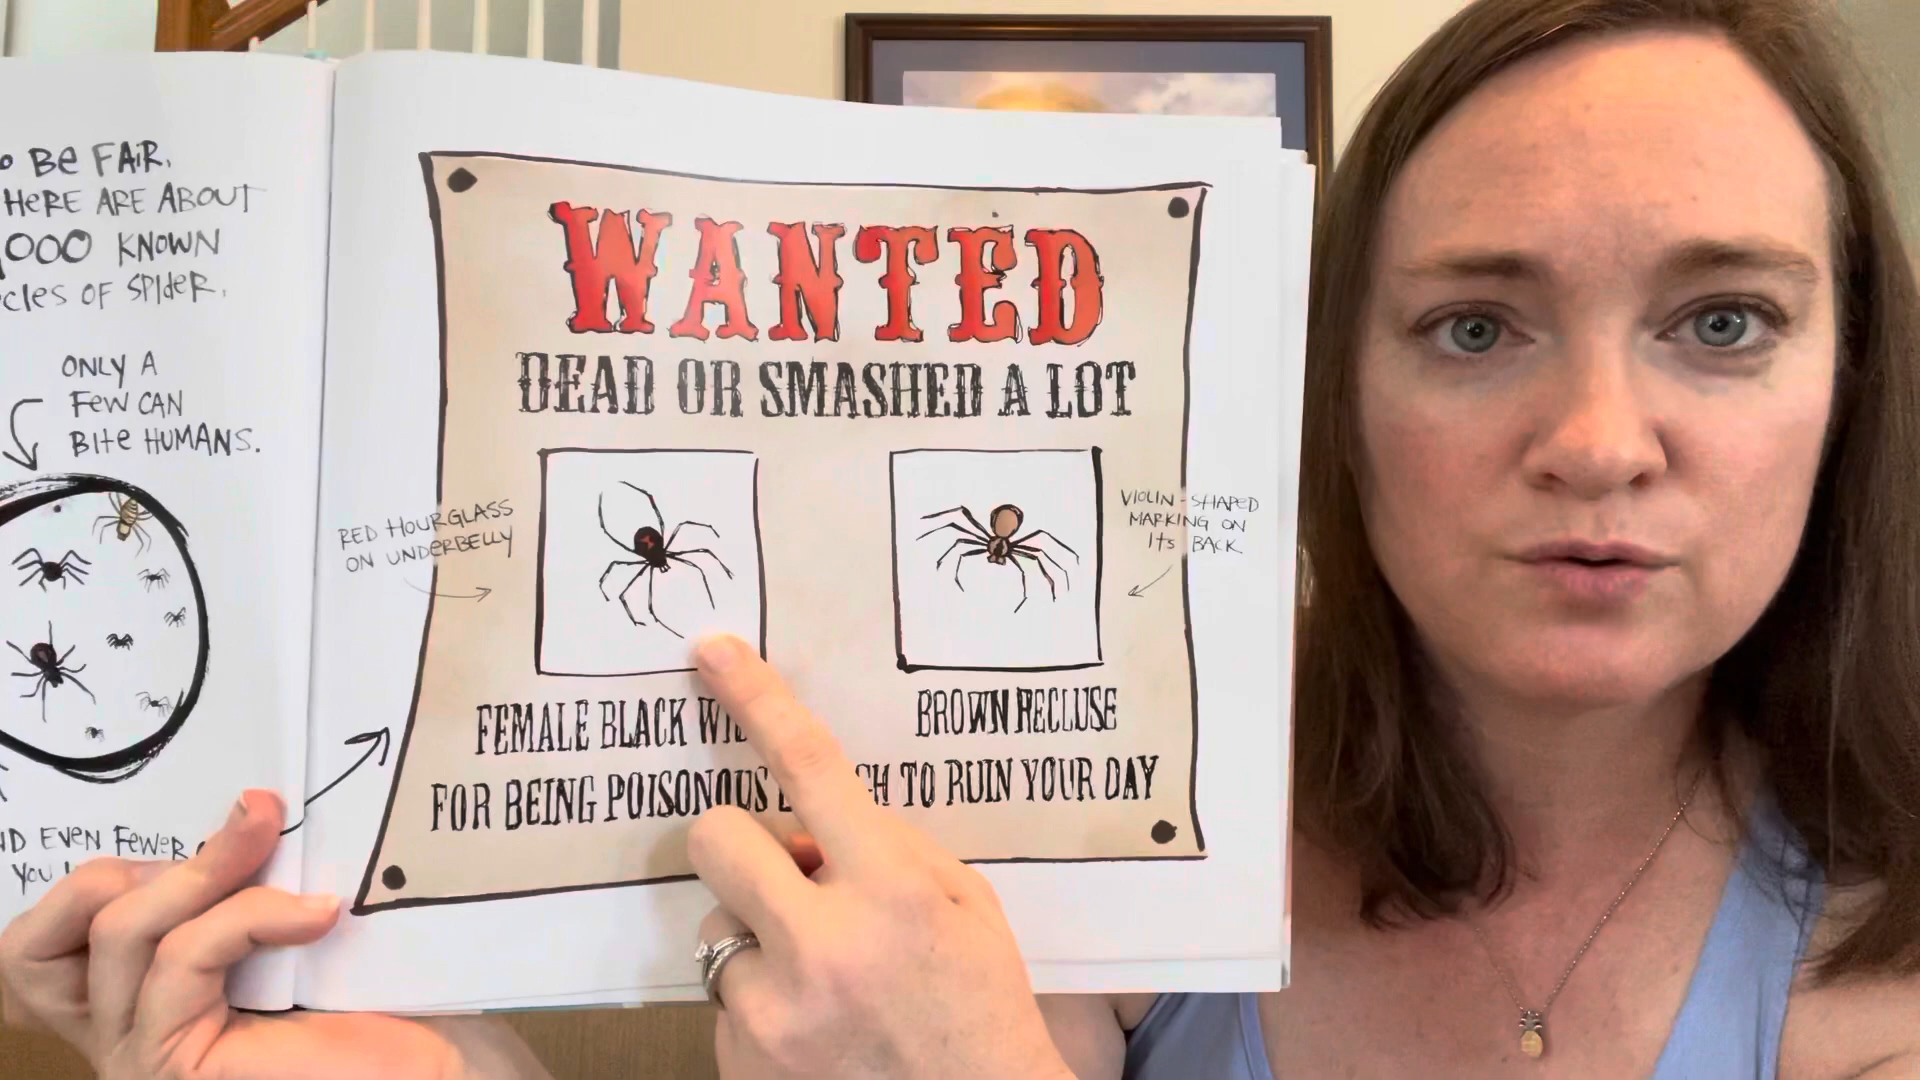 BE FAIR.
HERE ARE ABOUT
,000 KNOWN
cies OF SPIDER.
ONLY A
FEW CAN
BITE HUMANS.
EVEN FEWER
YOU
WANTED
DEAD OR SMASHED A LOT
RED HOURGLASS
ON UNDERBELLY
VIOLIN-SHAPED
MARKING ON
ITS BACK
FEMALE BLACK
BROWN RECLUSE
FOR BEING POISONOUS TO RUIN YOUR DAY